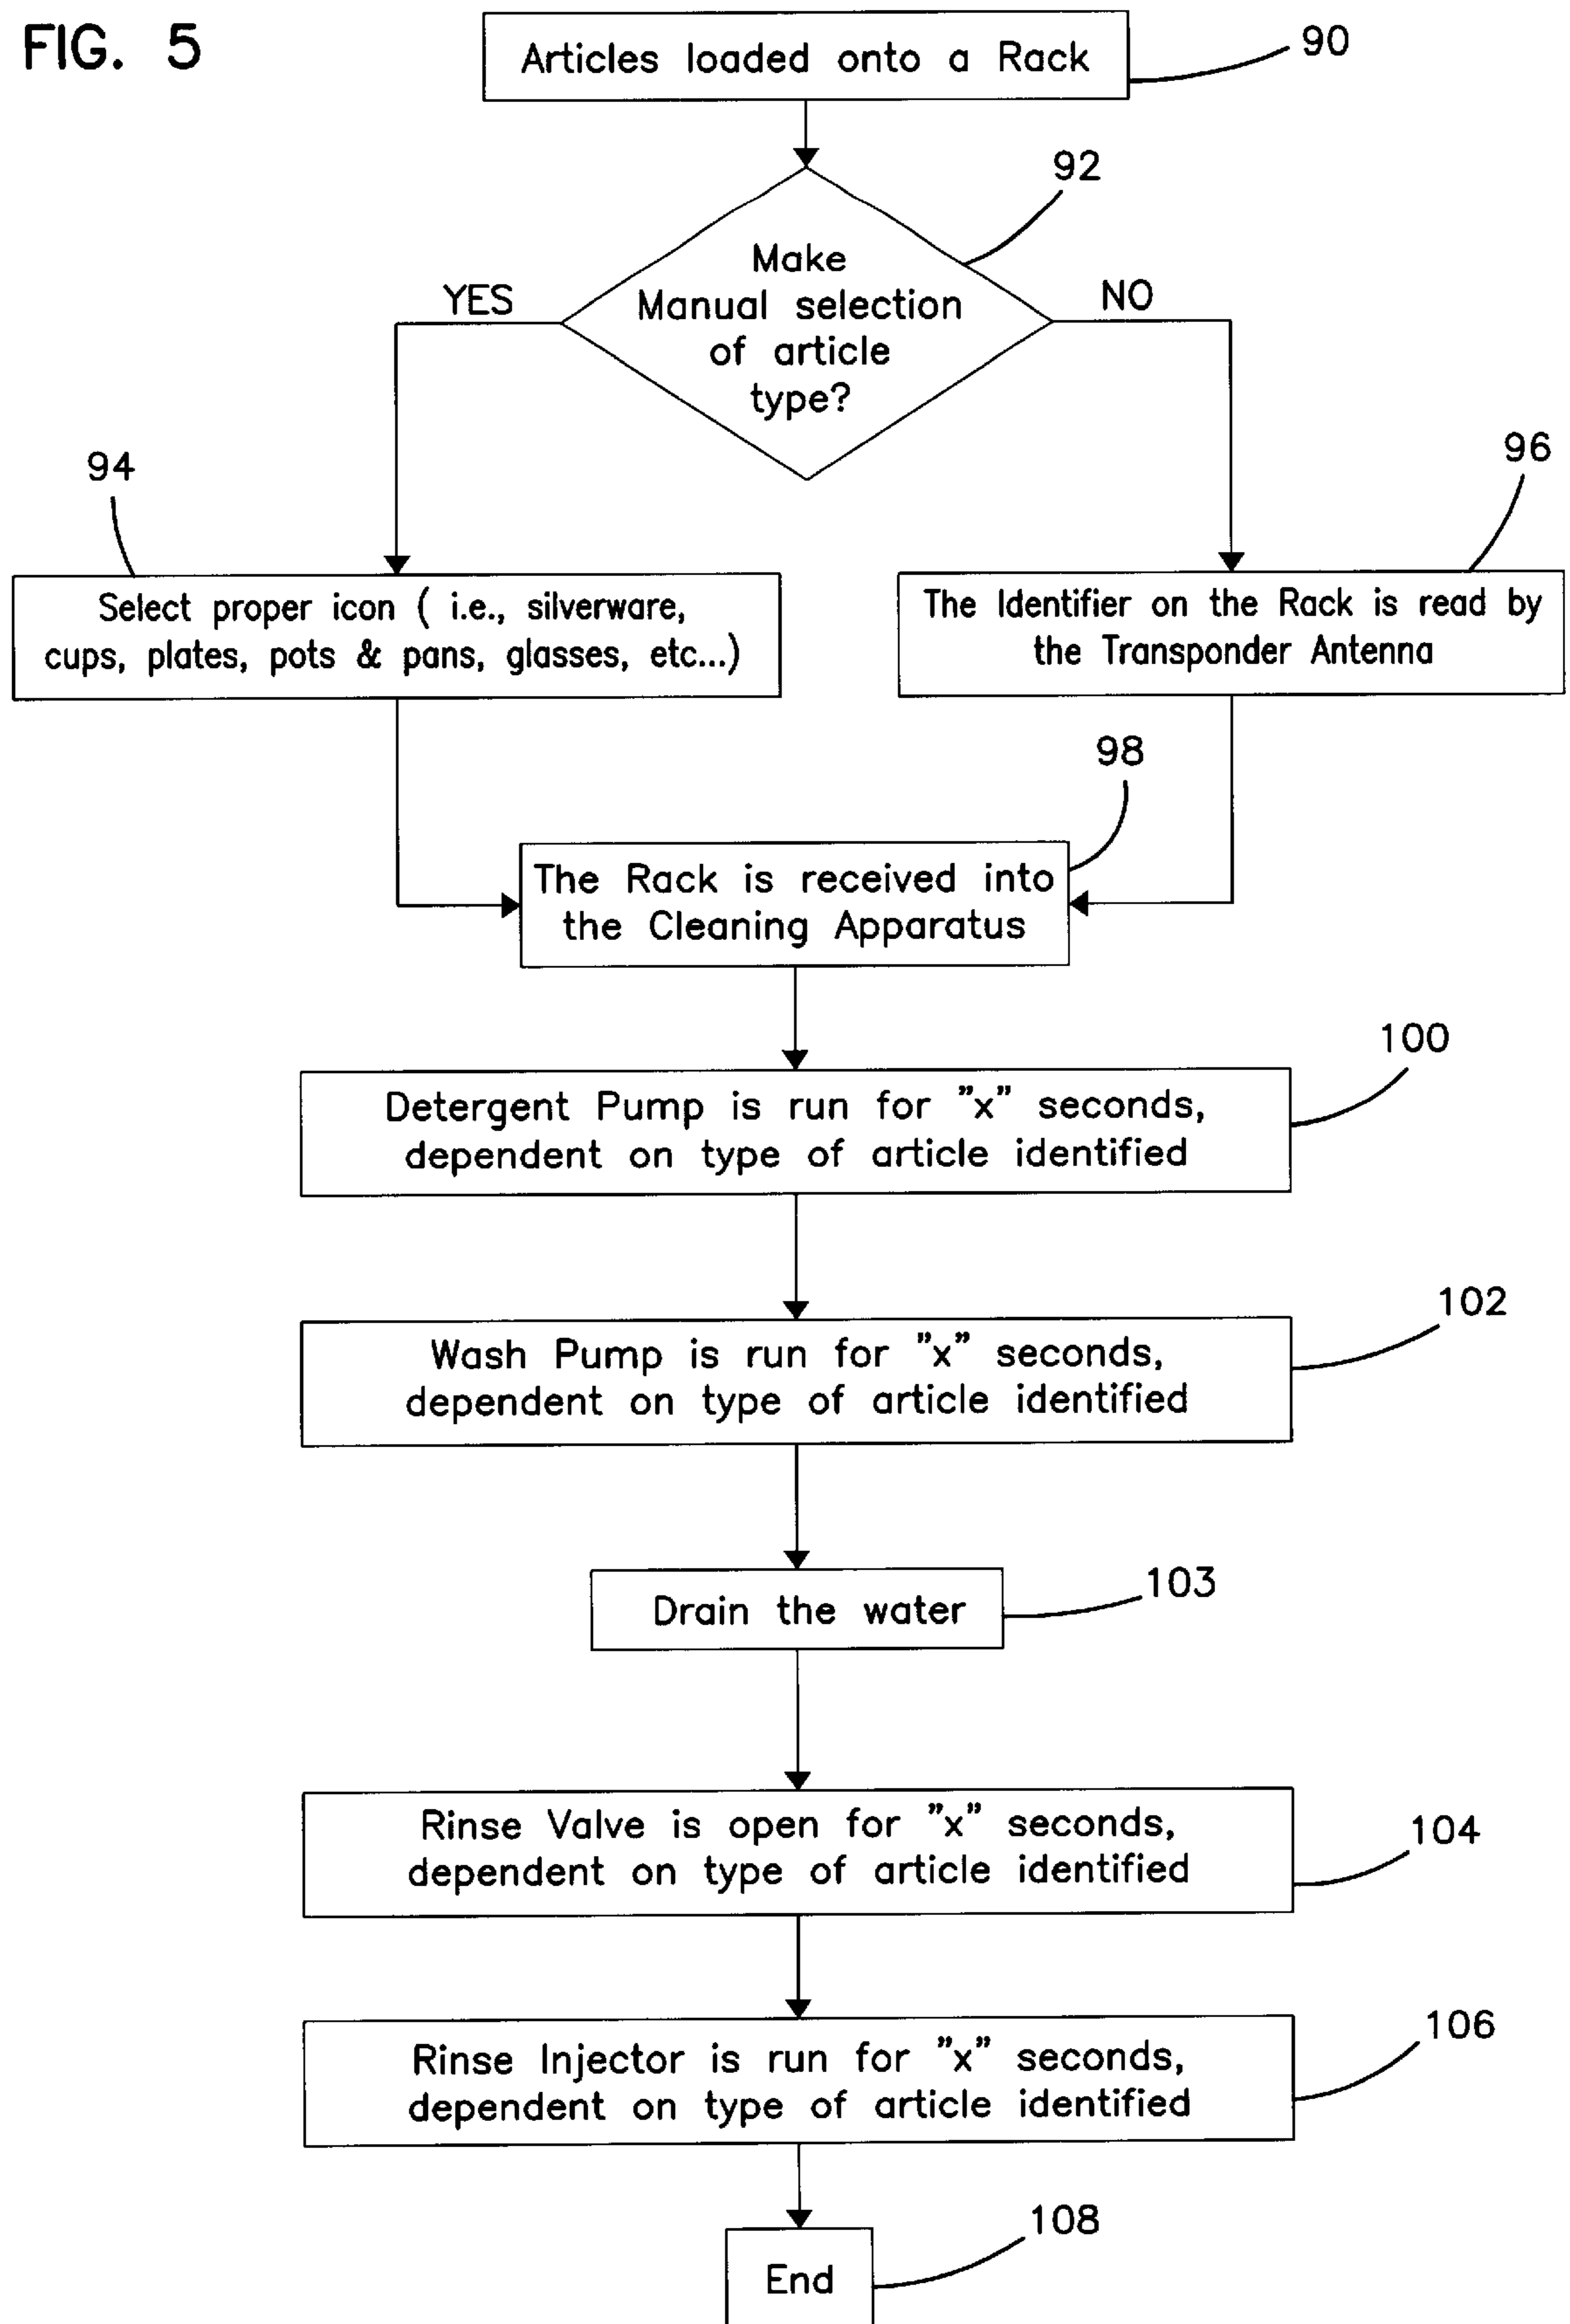 FIG. 5
Articles loaded onto a Rack
90
92
Make
Manual selection
of article
type?
YES
NO
94
96
Select proper icon ( i.e., silverware,
cups, plates, pots & pans, glasses, etc...)
The Identifier on the Rack is read by
the Transponder Antenna
98
The Rack is received into
the Cleaning Apparatus
100
Detergent Pump is run for "x" seconds,
dependent on type of article identified
102
Wash Pump is run for "x" seconds,
dependent on type of article identified
103
Drain the water
104
Rinse Valve is open for "x" seconds,
dependent on type of article identified
106
Rinse Injector is run for "x" seconds,
dependent on type of article identified
108
End